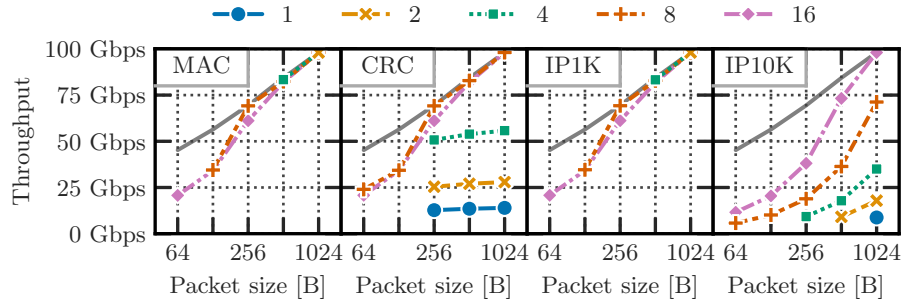 1 2 4 8 16
Throughput
100 Gbps
75 Gbps
50 Gbps
25 Gbps
0 Gbps
MAC CRC IP1K IP10K
64 256 1024 64 256 1024 64 256 1024 64 256 1024
Packet size [B] Packet size [B] Packet size [B] Packet size [B]